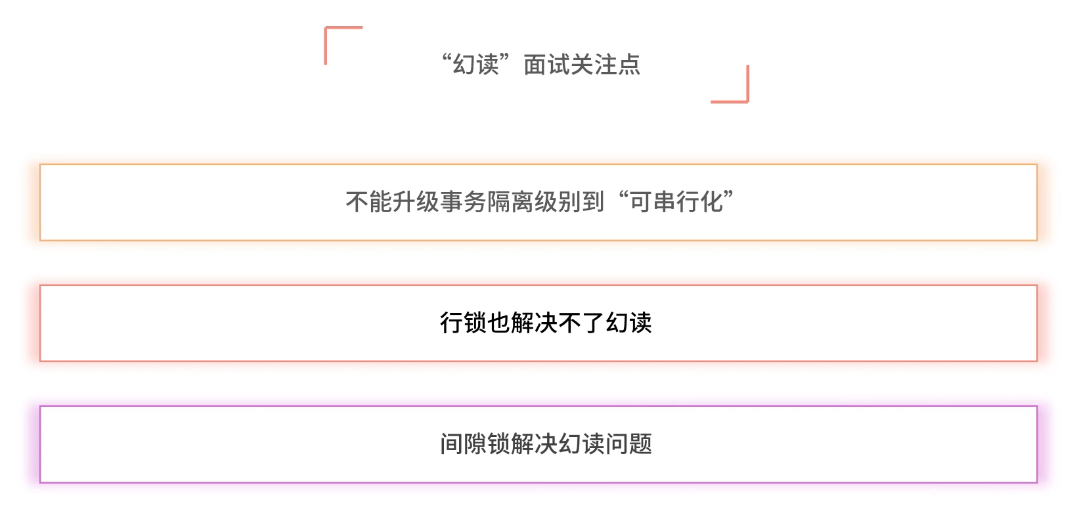 “幻读”面试关注点
不能升级事务隔离级别到“可串行化”
行锁也解决不了幻读
间隙锁解决幻读问题